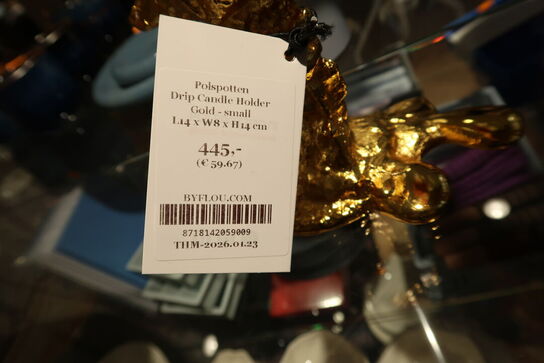 Polspotten
Drip Candle Holder
Gold - small
L14 x W8 x H14 cm
445,-
(€ 59.67)
BYFLOU.COM
8718142059009
THM-2026.01.23